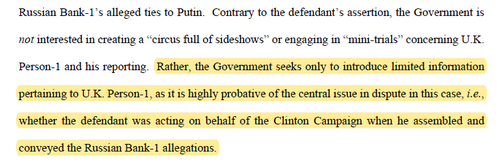 Russian Bank-1's alleged ties to Putin. Contrary to the defendant's assertion, the Government is
not interested in creating a "circus full of sideshows" or engaging in "mini-trials" concerning U.K.
Person-1 and his reporting. Rather, the Government seeks only to introduce limited information
pertaining to U.K. Person-1, as it is highly probative of the central issue in dispute in this case, i.e.,
whether the defendant was acting on behalf of the Clinton Campaign when he assembled and
conveyed the Russian Bank-1 allegations.